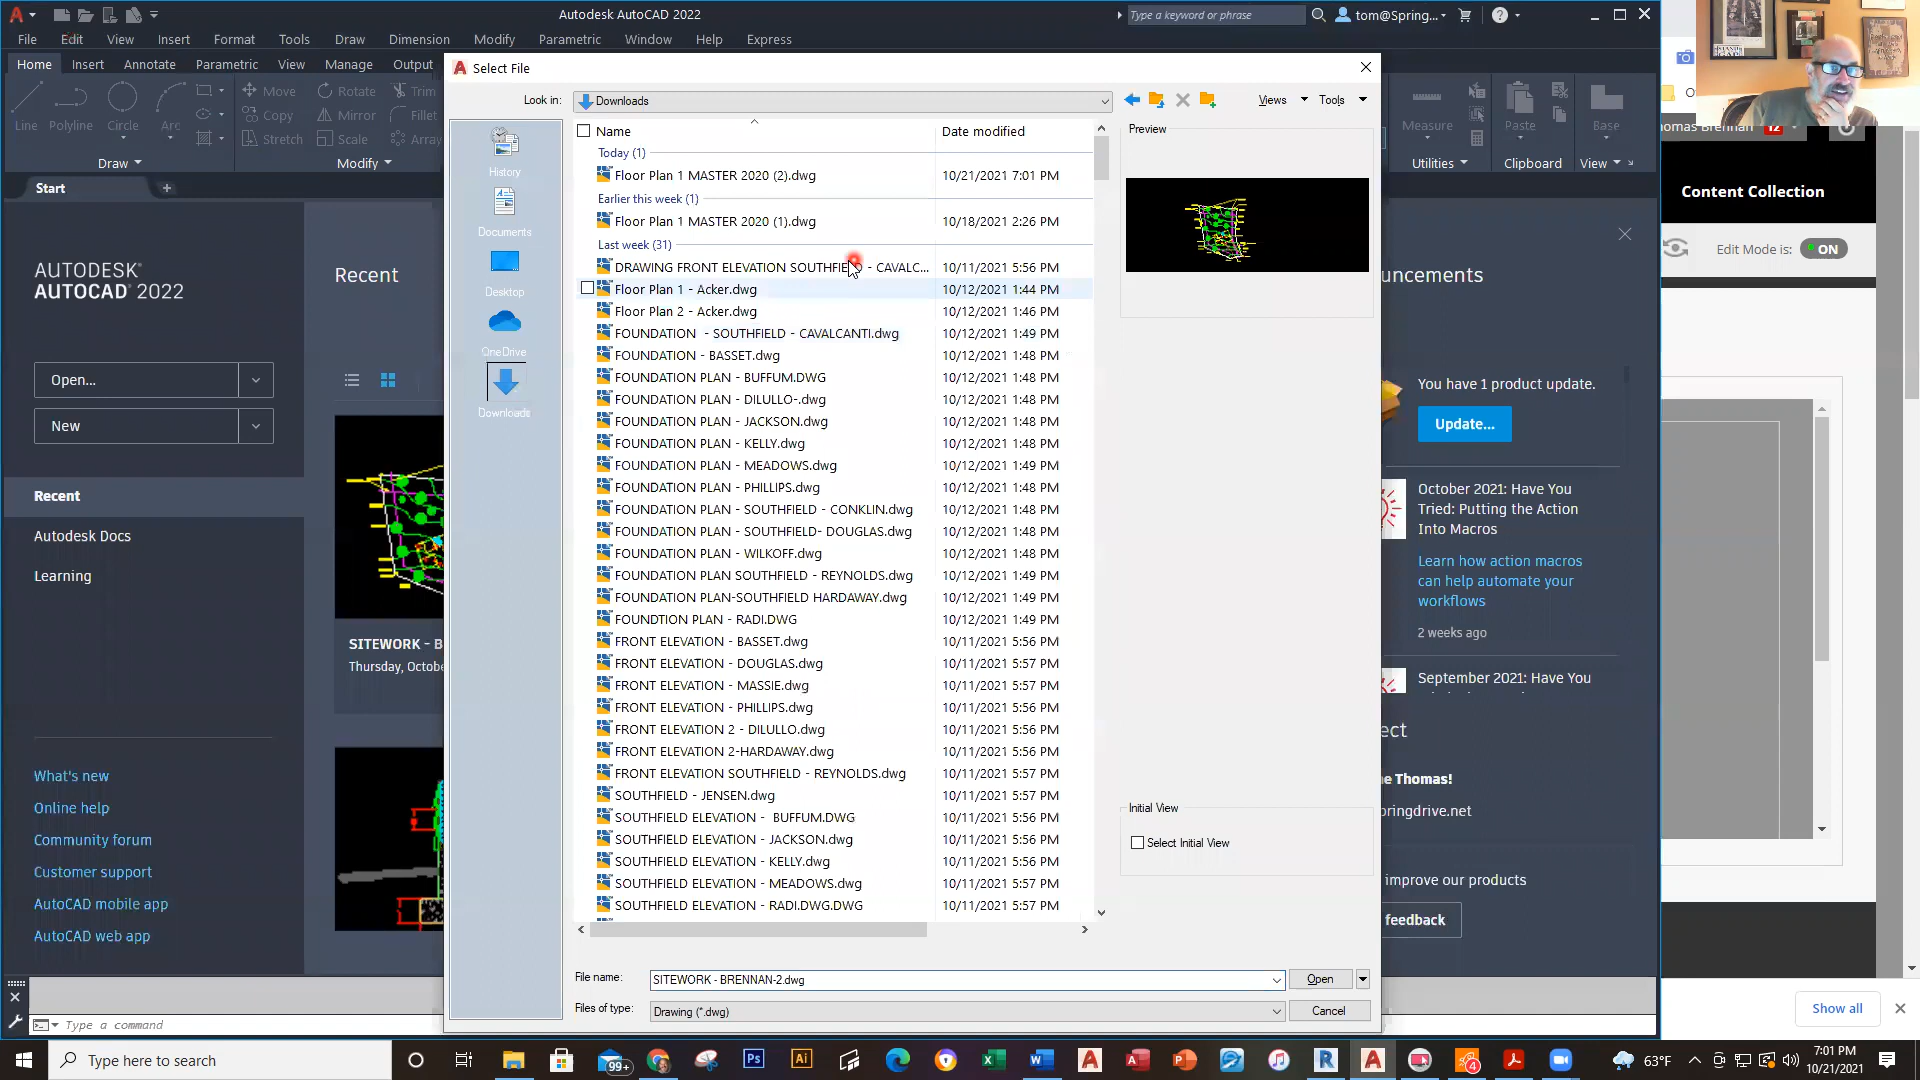 Autodesk AutoCAD 2022
Type a keyword or phrase
tom@Spring...
File Edit View Insert Format Tools Draw Dimension Modify Parametric Window Help Express
Home Insert Annotate Parametric View Manage Output
Line Polyline Circle Arc
Move Rotate Trim
Copy Mirror Fillet
Stretch Scale Array
Draw Modify
Start
AUTODESK®
AUTOCAD® 2022
Open...
New
Recent
Autodesk Docs
Learning
What's new
Online help
Community forum
Customer support
AutoCAD mobile app
AutoCAD web app
Recent
SITEWORK - B
Thursday, Octobe
Type a command
Select File
Look in: Downloads
Views Tools
History
Documents
Desktop
OneDrive
Downloads
Name Date modified
Today (1)
Floor Plan 1 MASTER 2020 (2).dwg 10/21/2021 7:01 PM
Earlier this week (1)
Floor Plan 1 MASTER 2020 (1).dwg 10/18/2021 2:26 PM
Last week (31)
DRAWING FRONT ELEVATION SOUTHFIELD - CAVALC... 10/11/2021 5:56 PM
Floor Plan 1 - Acker.dwg 10/12/2021 1:44 PM
Floor Plan 2 - Acker.dwg 10/12/2021 1:46 PM
FOUNDATION - SOUTHFIELD - CAVALCANTI.dwg 10/12/2021 1:49 PM
FOUNDATION - BASSET.dwg 10/12/2021 1:48 PM
FOUNDATION PLAN - BUFFUM.DWG 10/12/2021 1:48 PM
FOUNDATION PLAN - DILULLO-.dwg 10/12/2021 1:48 PM
FOUNDATION PLAN - JACKSON.dwg 10/12/2021 1:48 PM
FOUNDATION PLAN - KELLY.dwg 10/12/2021 1:48 PM
FOUNDATION PLAN - MEADOWS.dwg 10/12/2021 1:49 PM
FOUNDATION PLAN - PHILLIPS.dwg 10/12/2021 1:48 PM
FOUNDATION PLAN - SOUTHFIELD - CONKLIN.dwg 10/12/2021 1:48 PM
FOUNDATION PLAN - SOUTHFIELD- DOUGLAS.dwg 10/12/2021 1:48 PM
FOUNDATION PLAN - WILKOFF.dwg 10/12/2021 1:48 PM
FOUNDATION PLAN SOUTHFIELD - REYNOLDS.dwg 10/12/2021 1:49 PM
FOUNDATION PLAN-SOUTHFIELD HARDAWAY.dwg 10/12/2021 1:49 PM
FOUNDTION PLAN - RADI.DWG 10/12/2021 1:49 PM
FRONT ELEVATION - BASSET.dwg 10/11/2021 5:56 PM
FRONT ELEVATION - DOUGLAS.dwg 10/11/2021 5:57 PM
FRONT ELEVATION - MASSIE.dwg 10/11/2021 5:57 PM
FRONT ELEVATION - PHILLIPS.dwg 10/11/2021 5:56 PM
FRONT ELEVATION 2 - DILULLO.dwg 10/11/2021 5:56 PM
FRONT ELEVATION 2-HARDAWAY.dwg 10/11/2021 5:56 PM
FRONT ELEVATION SOUTHFIELD - REYNOLDS.dwg 10/11/2021 5:57 PM
SOUTHFIELD - JENSEN.dwg 10/11/2021 5:57 PM
SOUTHFIELD ELEVATION - BUFFUM.DWG 10/11/2021 5:56 PM
SOUTHFIELD ELEVATION - JACKSON.dwg 10/11/2021 5:56 PM
SOUTHFIELD ELEVATION - KELLY.dwg 10/11/2021 5:56 PM
SOUTHFIELD ELEVATION - MEADOWS.dwg 10/11/2021 5:57 PM
SOUTHFIELD ELEVATION - RADI.DWG.DWG 10/11/2021 5:57 PM
Preview
Initial View
Select Initial View
File name: SITEWORK - BRENNAN-2.dwg Open
Files of type: Drawing (*.dwg) Cancel
Measure Paste Base
Utilities Clipboard View
uncements
You have 1 product update.
Update...
October 2021: Have You
Tried: Putting the Action
Into Macros
Learn how action macros
can help automate your
workflows
2 weeks ago
September 2021: Have You
ect
e Thomas!
pringdrive.net
improve our products
feedback
homas Brennan 12
Content Collection
Edit Mode is: ON
Show all
Type here to search
99+
Ps Ai
4
63°F
7:01 PM
10/21/2021